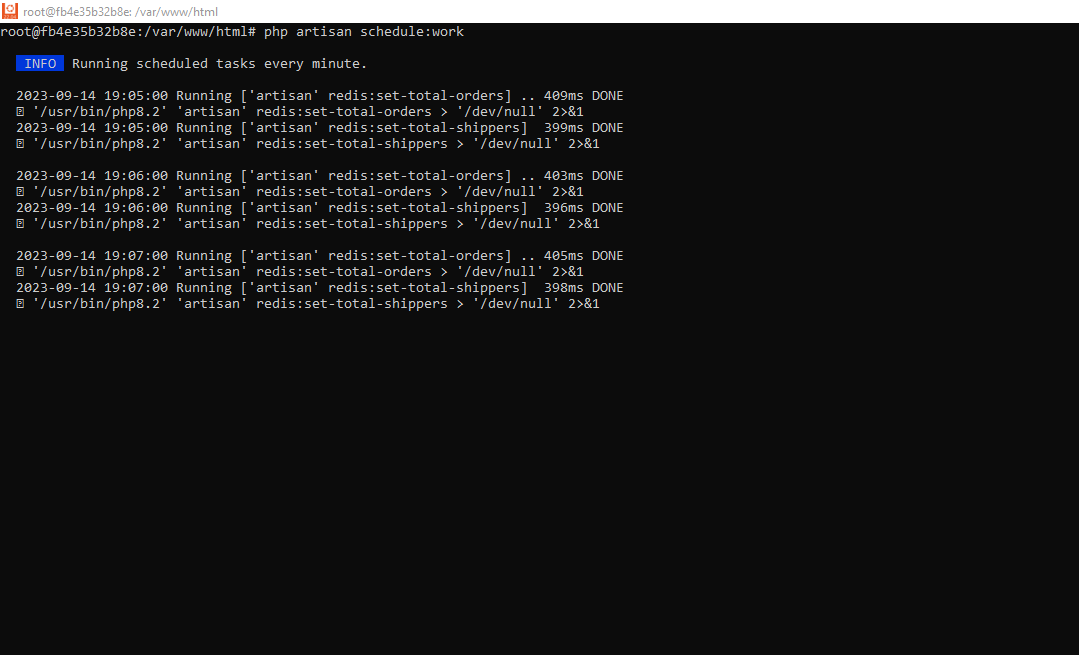 root@fb4e35b32b8e: /var/www/html
root@fb4e35b32b8e:/var/www/html# php artisan schedule:work
INFO Running scheduled tasks every minute.
2023-09-14 19:05:00 Running ['artisan' redis:set-total-orders] .. 409ms DONE
⍰ '/usr/bin/php8.2' 'artisan' redis:set-total-orders > '/dev/null' 2>&1
2023-09-14 19:05:00 Running ['artisan' redis:set-total-shippers]  399ms DONE
⍰ '/usr/bin/php8.2' 'artisan' redis:set-total-shippers > '/dev/null' 2>&1
2023-09-14 19:06:00 Running ['artisan' redis:set-total-orders] .. 403ms DONE
⍰ '/usr/bin/php8.2' 'artisan' redis:set-total-orders > '/dev/null' 2>&1
2023-09-14 19:06:00 Running ['artisan' redis:set-total-shippers]  396ms DONE
⍰ '/usr/bin/php8.2' 'artisan' redis:set-total-shippers > '/dev/null' 2>&1
2023-09-14 19:07:00 Running ['artisan' redis:set-total-orders] .. 405ms DONE
⍰ '/usr/bin/php8.2' 'artisan' redis:set-total-orders > '/dev/null' 2>&1
2023-09-14 19:07:00 Running ['artisan' redis:set-total-shippers]  398ms DONE
⍰ '/usr/bin/php8.2' 'artisan' redis:set-total-shippers > '/dev/null' 2>&1